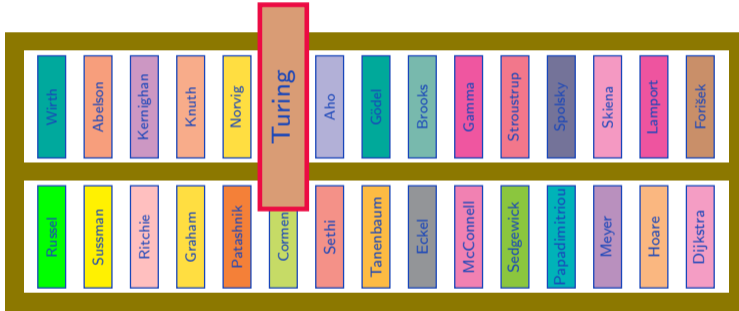 Wirth
Abelson
Kernighan
Knuth
Norvig
Turing
Aho
Gödel
Brooks
Gamma
Stroustrup
Spolsky
Skiena
Lamport
Forišek
Russel
Sussman
Ritchie
Graham
Patashnik
Cormen
Sethi
Tanenbaum
Eckel
McConnell
Sedgewick
Papadimitriou
Meyer
Hoare
Dijkstra